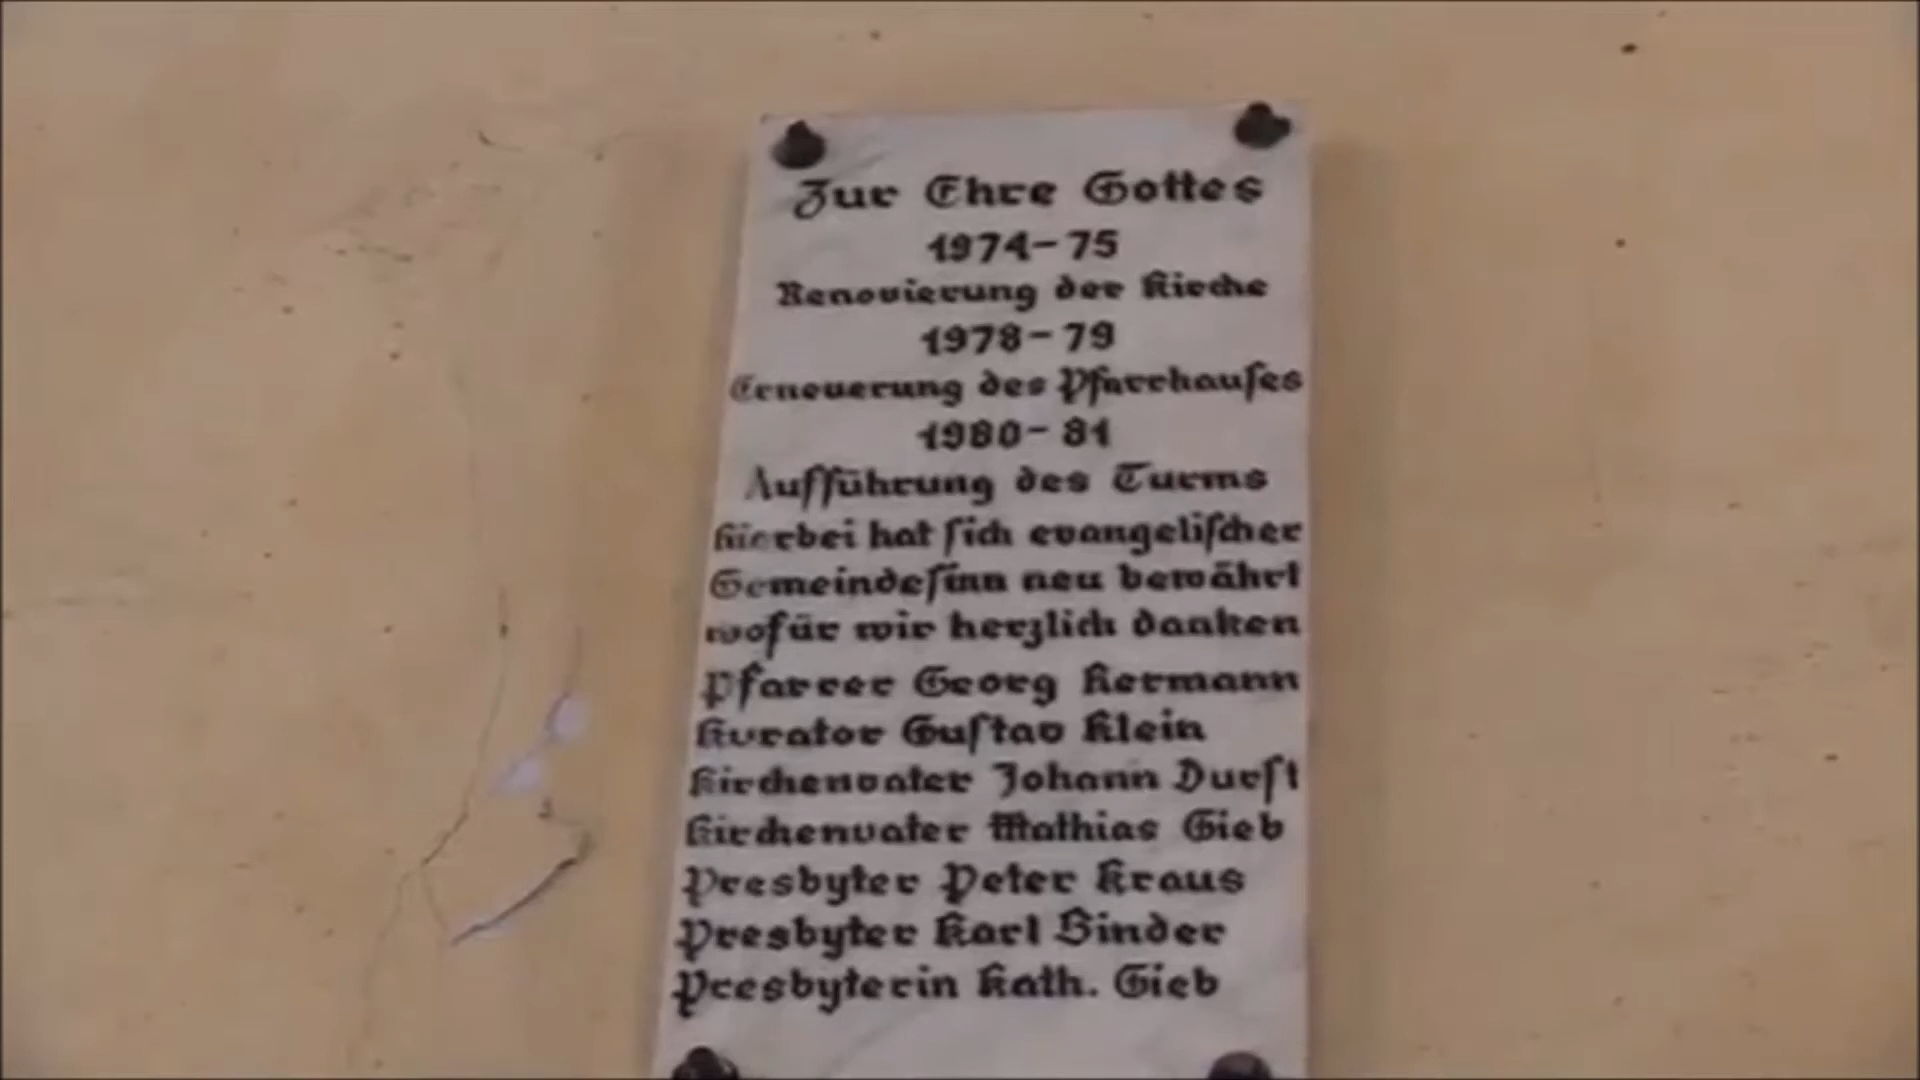 Zur Ehre Gottes
1974-75
Renovierung der Kirche
1978-79
Erneuerung des Pfarrhauſes
1980-81
Aufführung des Turms
hierbei hat ſich evangeliſcher
Gemeindeſinn neu bewährt
wofür wir herzlich danken
Pfarrer Georg Hermann
Kurator Guſtav Klein
Kirchenvater Johann Durſt
Kirchenvater Mathias Gieb
Presbyter Peter Kraus
Presbyter Karl Binder
Presbyterin Kath. Gieb